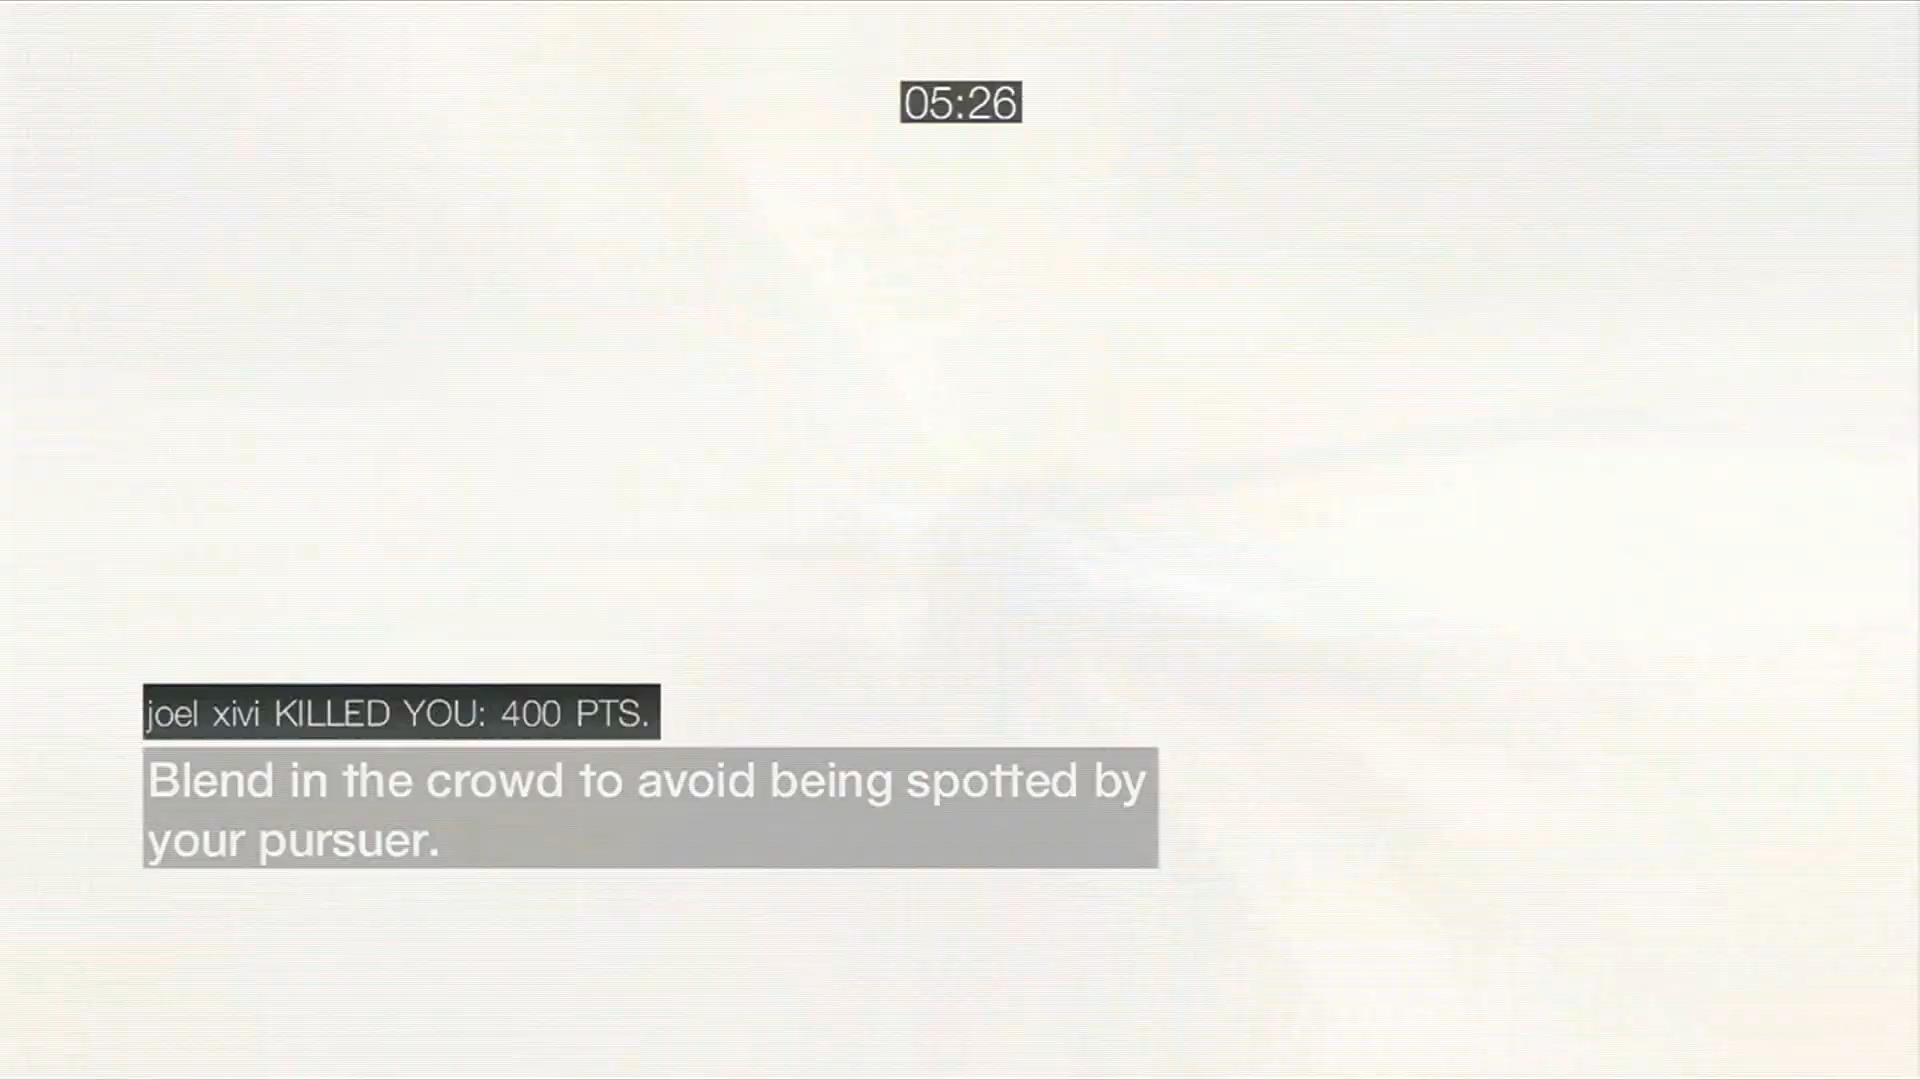 05:26
joel xivi KILLED YOU: 400 PTS.
Blend in the crowd to avoid being spotted by
your pursuer.